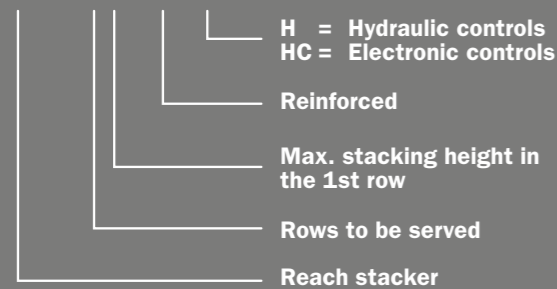 H = Hydraulic controls
HC = Electronic controls
Reinforced
Max. stacking height in
the 1st row
Rows to be served
Reach stacker